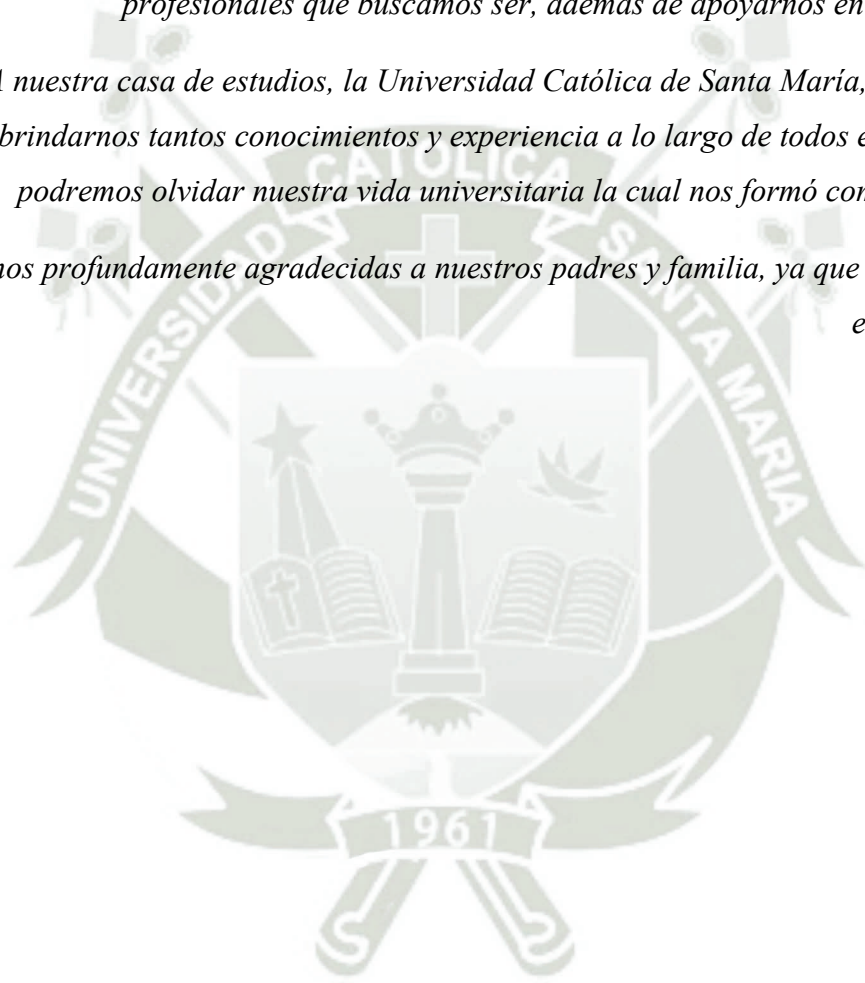 profesionales que buscamos ser, además de apoyarnos en
A nuestra casa de estudios, la Universidad Católica de Santa María,
brindarnos tantos conocimientos y experiencia a lo largo de todos e
podremos olvidar nuestra vida universitaria la cual nos formó con
nos profundamente agradecidas a nuestros padres y familia, ya que
e
UNIVERSIDAD CATOLICA SANTA MARIA
1961